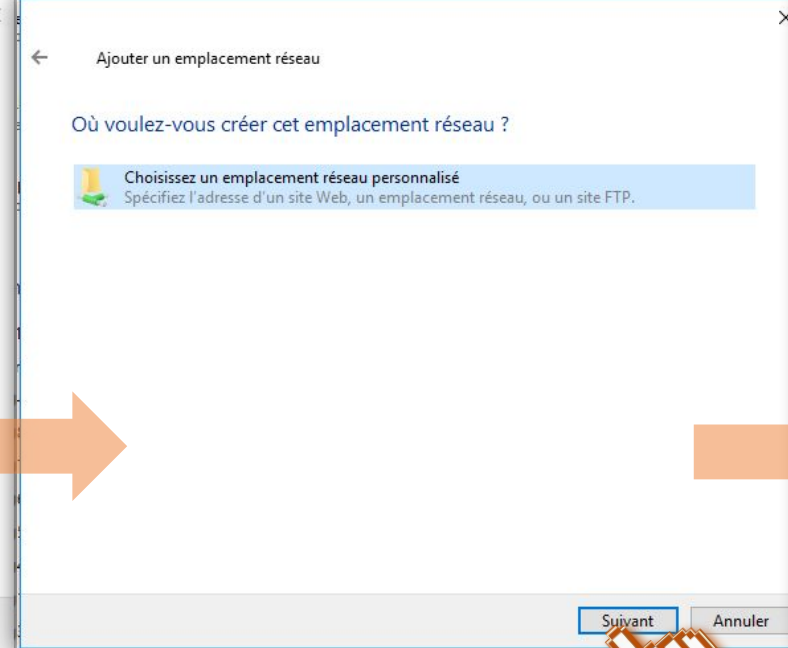 Ajouter un emplacement réseau
Où voulez-vous créer cet emplacement réseau ?
Choisissez un emplacement réseau personnalisé
Spécifiez l'adresse d'un site Web, un emplacement réseau, ou un site FTP.
Suivant
Annuler